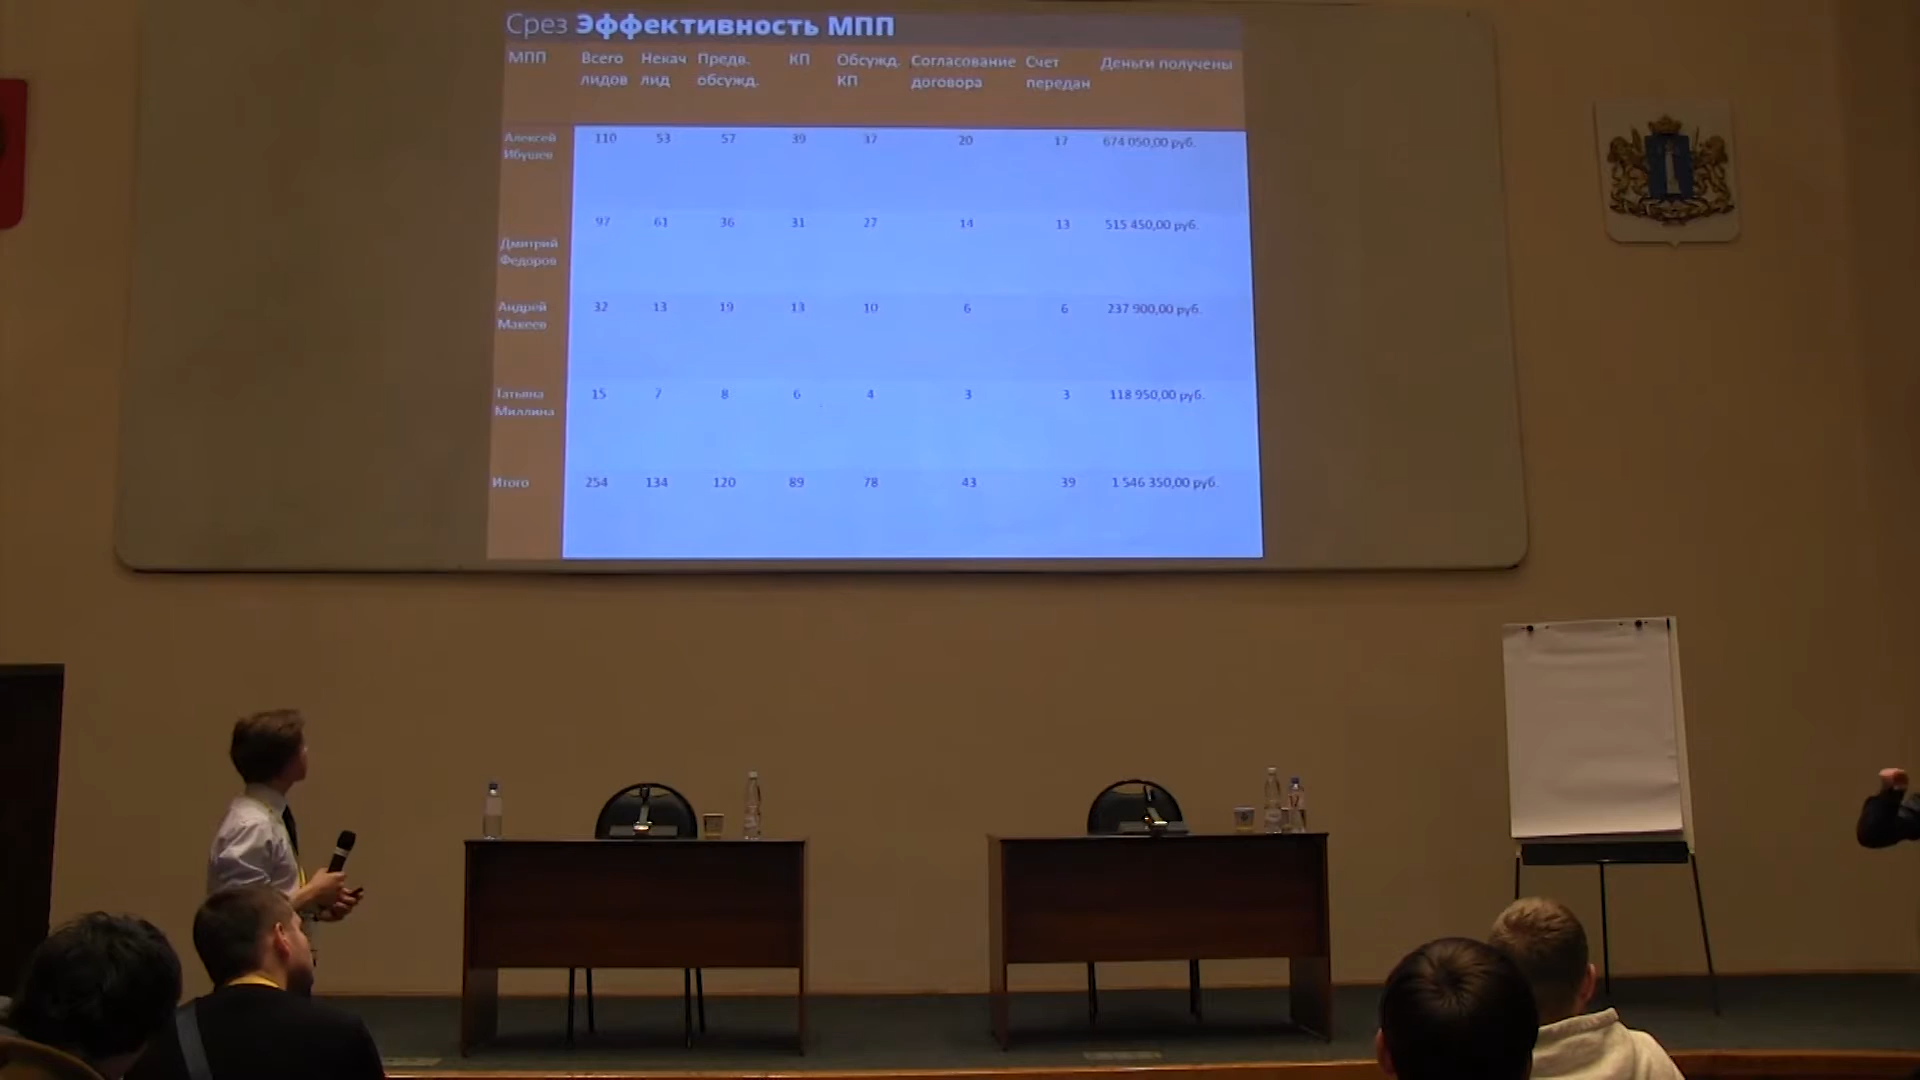 Срез Эффективность МПП
МПП Всего лидов Некач лид Предв. обсужд. КП Обсужд. КП Согласование договора Счет передан Деньги получены
Алексей Ибушев 110 53 57 39 37 20 17 674 050,00 руб.
Дмитрий Федоров 97 61 36 31 27 14 13 515 450,00 руб.
Андрей Макеев 32 13 19 13 10 6 6 237 900,00 руб.
Татьяна Миллина 15 7 8 6 4 3 3 118 950,00 руб.
Итого 254 134 120 89 78 43 39 1 546 350,00 руб.